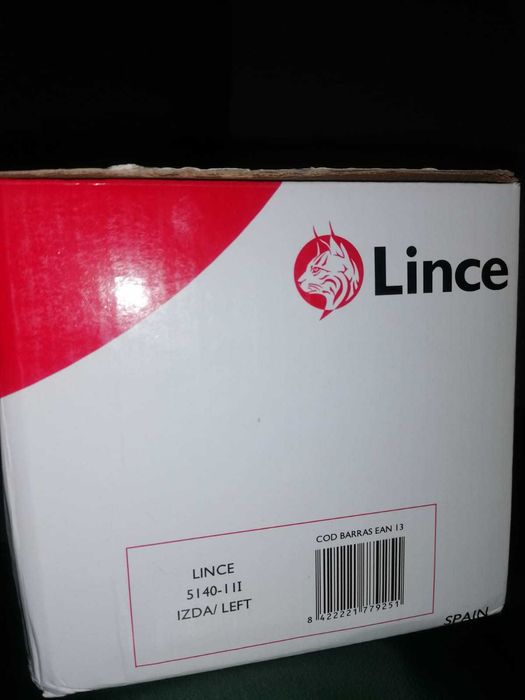 Lince
COD BARRAS EAN 13
LINCE
5140-11I
IZDA/ LEFT
8 422221 779251
SPAIN